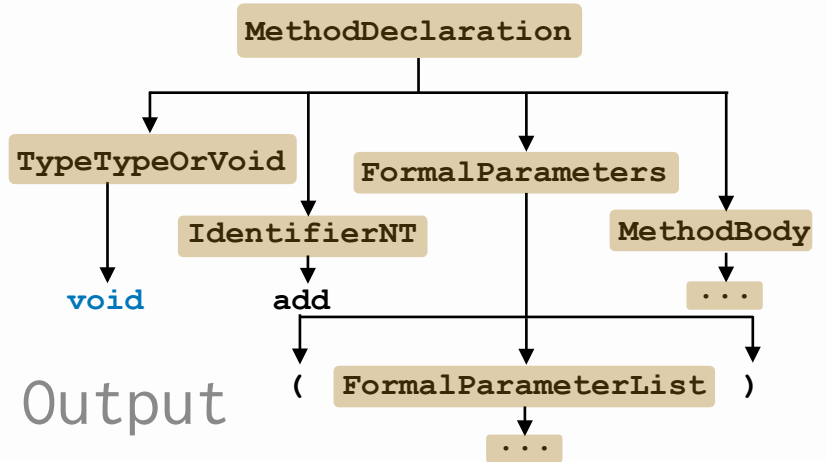 MethodDeclaration
TypeTypeOrVoid
FormalParameters
IdentifierNT
MethodBody
void
add
...
( FormalParameterList )
Output
...